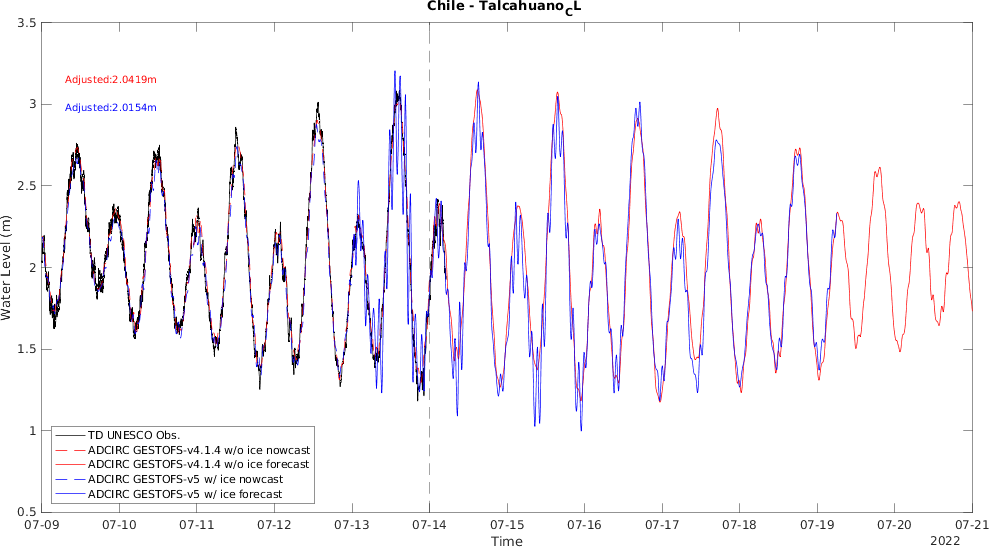 Chile - Talcahuano_CL
3.5
3
2.5
2
1.5
1
0.5
Water Level (m)
Adjusted:2.0419m
Adjusted:2.0154m
TD UNESCO Obs.
ADCIRC GESTOFS-v4.1.4 w/o ice nowcast
ADCIRC GESTOFS-v4.1.4 w/o ice forecast
ADCIRC GESTOFS-v5 w/ ice nowcast
ADCIRC GESTOFS-v5 w/ ice forecast
07-09 07-10 07-11 07-12 07-13 07-14 07-15 07-16 07-17 07-18 07-19 07-20 07-21
Time
2022